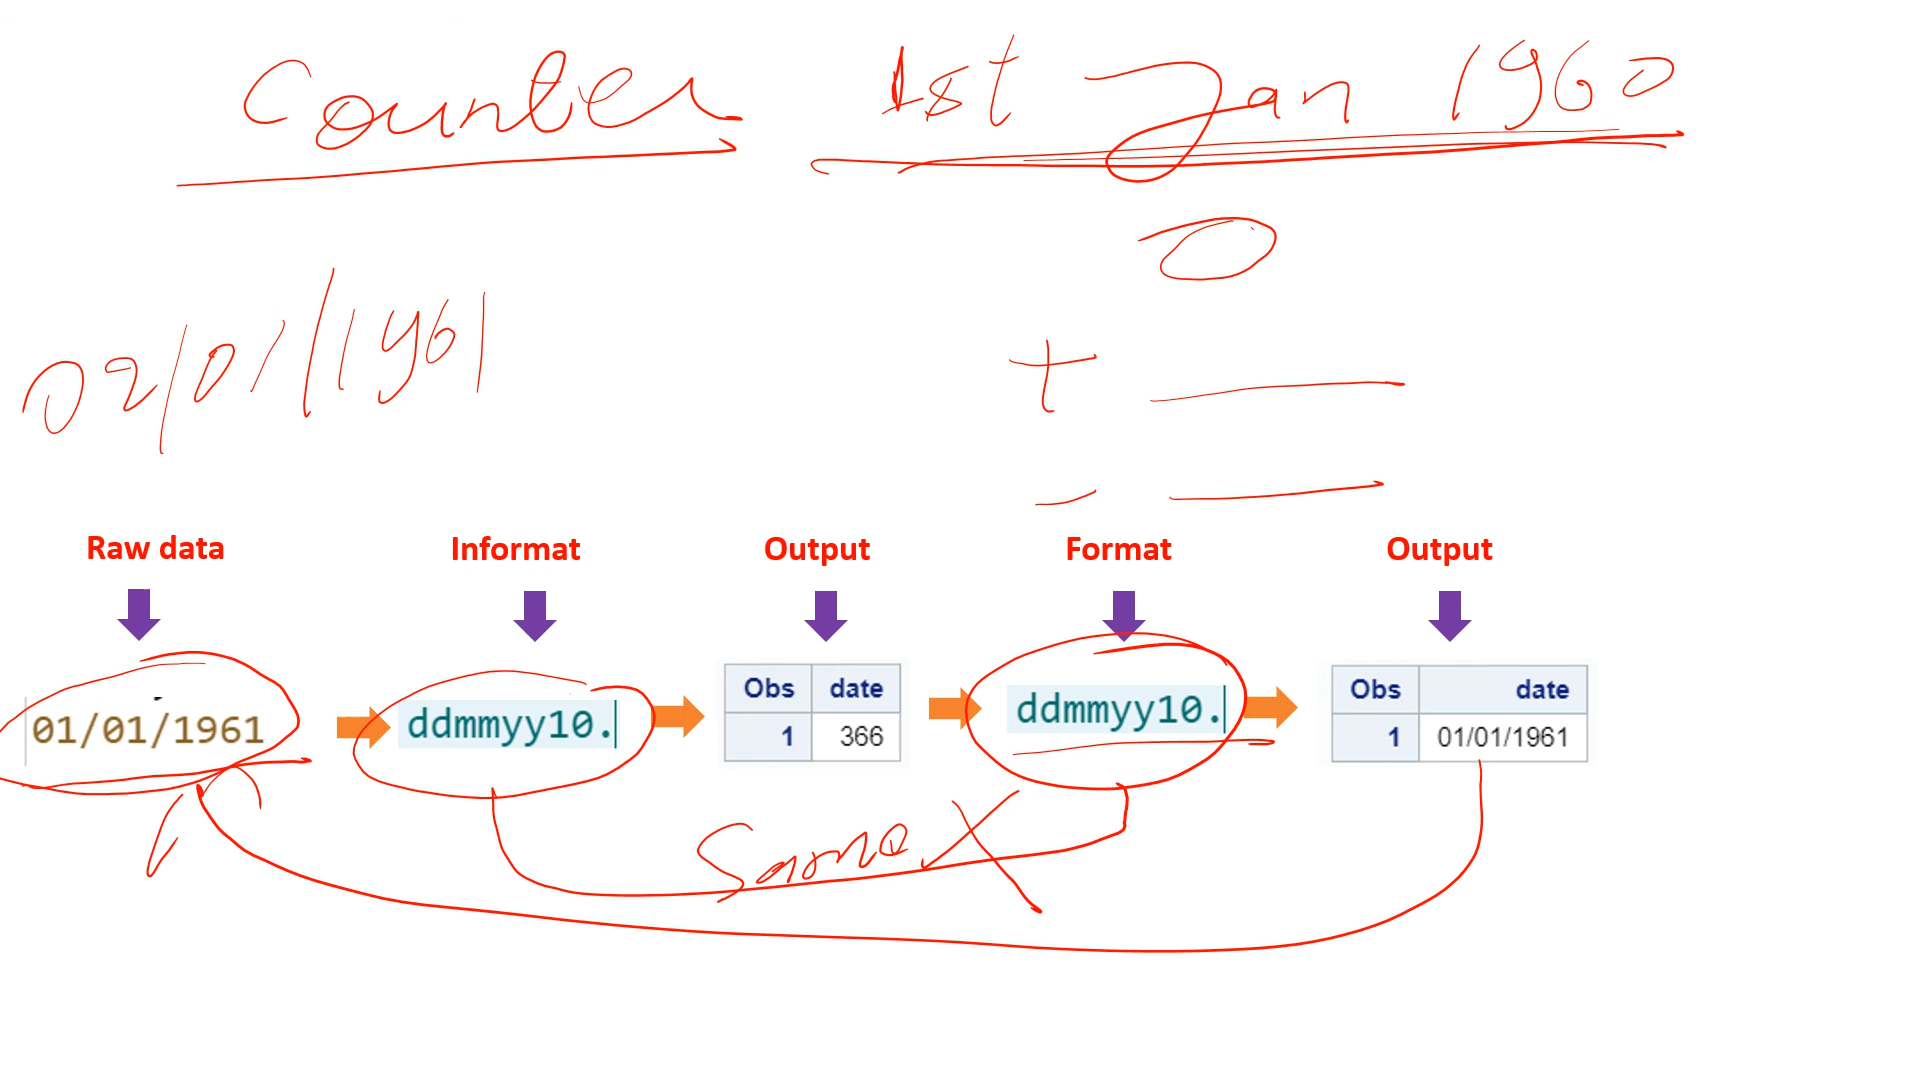 Counter 1st Jan 1960
0
02/01/1961
+
-
Raw data Informat Output Format Output
01/01/1961 ddmmyy10. Obs date ddmmyy10. Obs date
1 366 1 01/01/1961
Same X